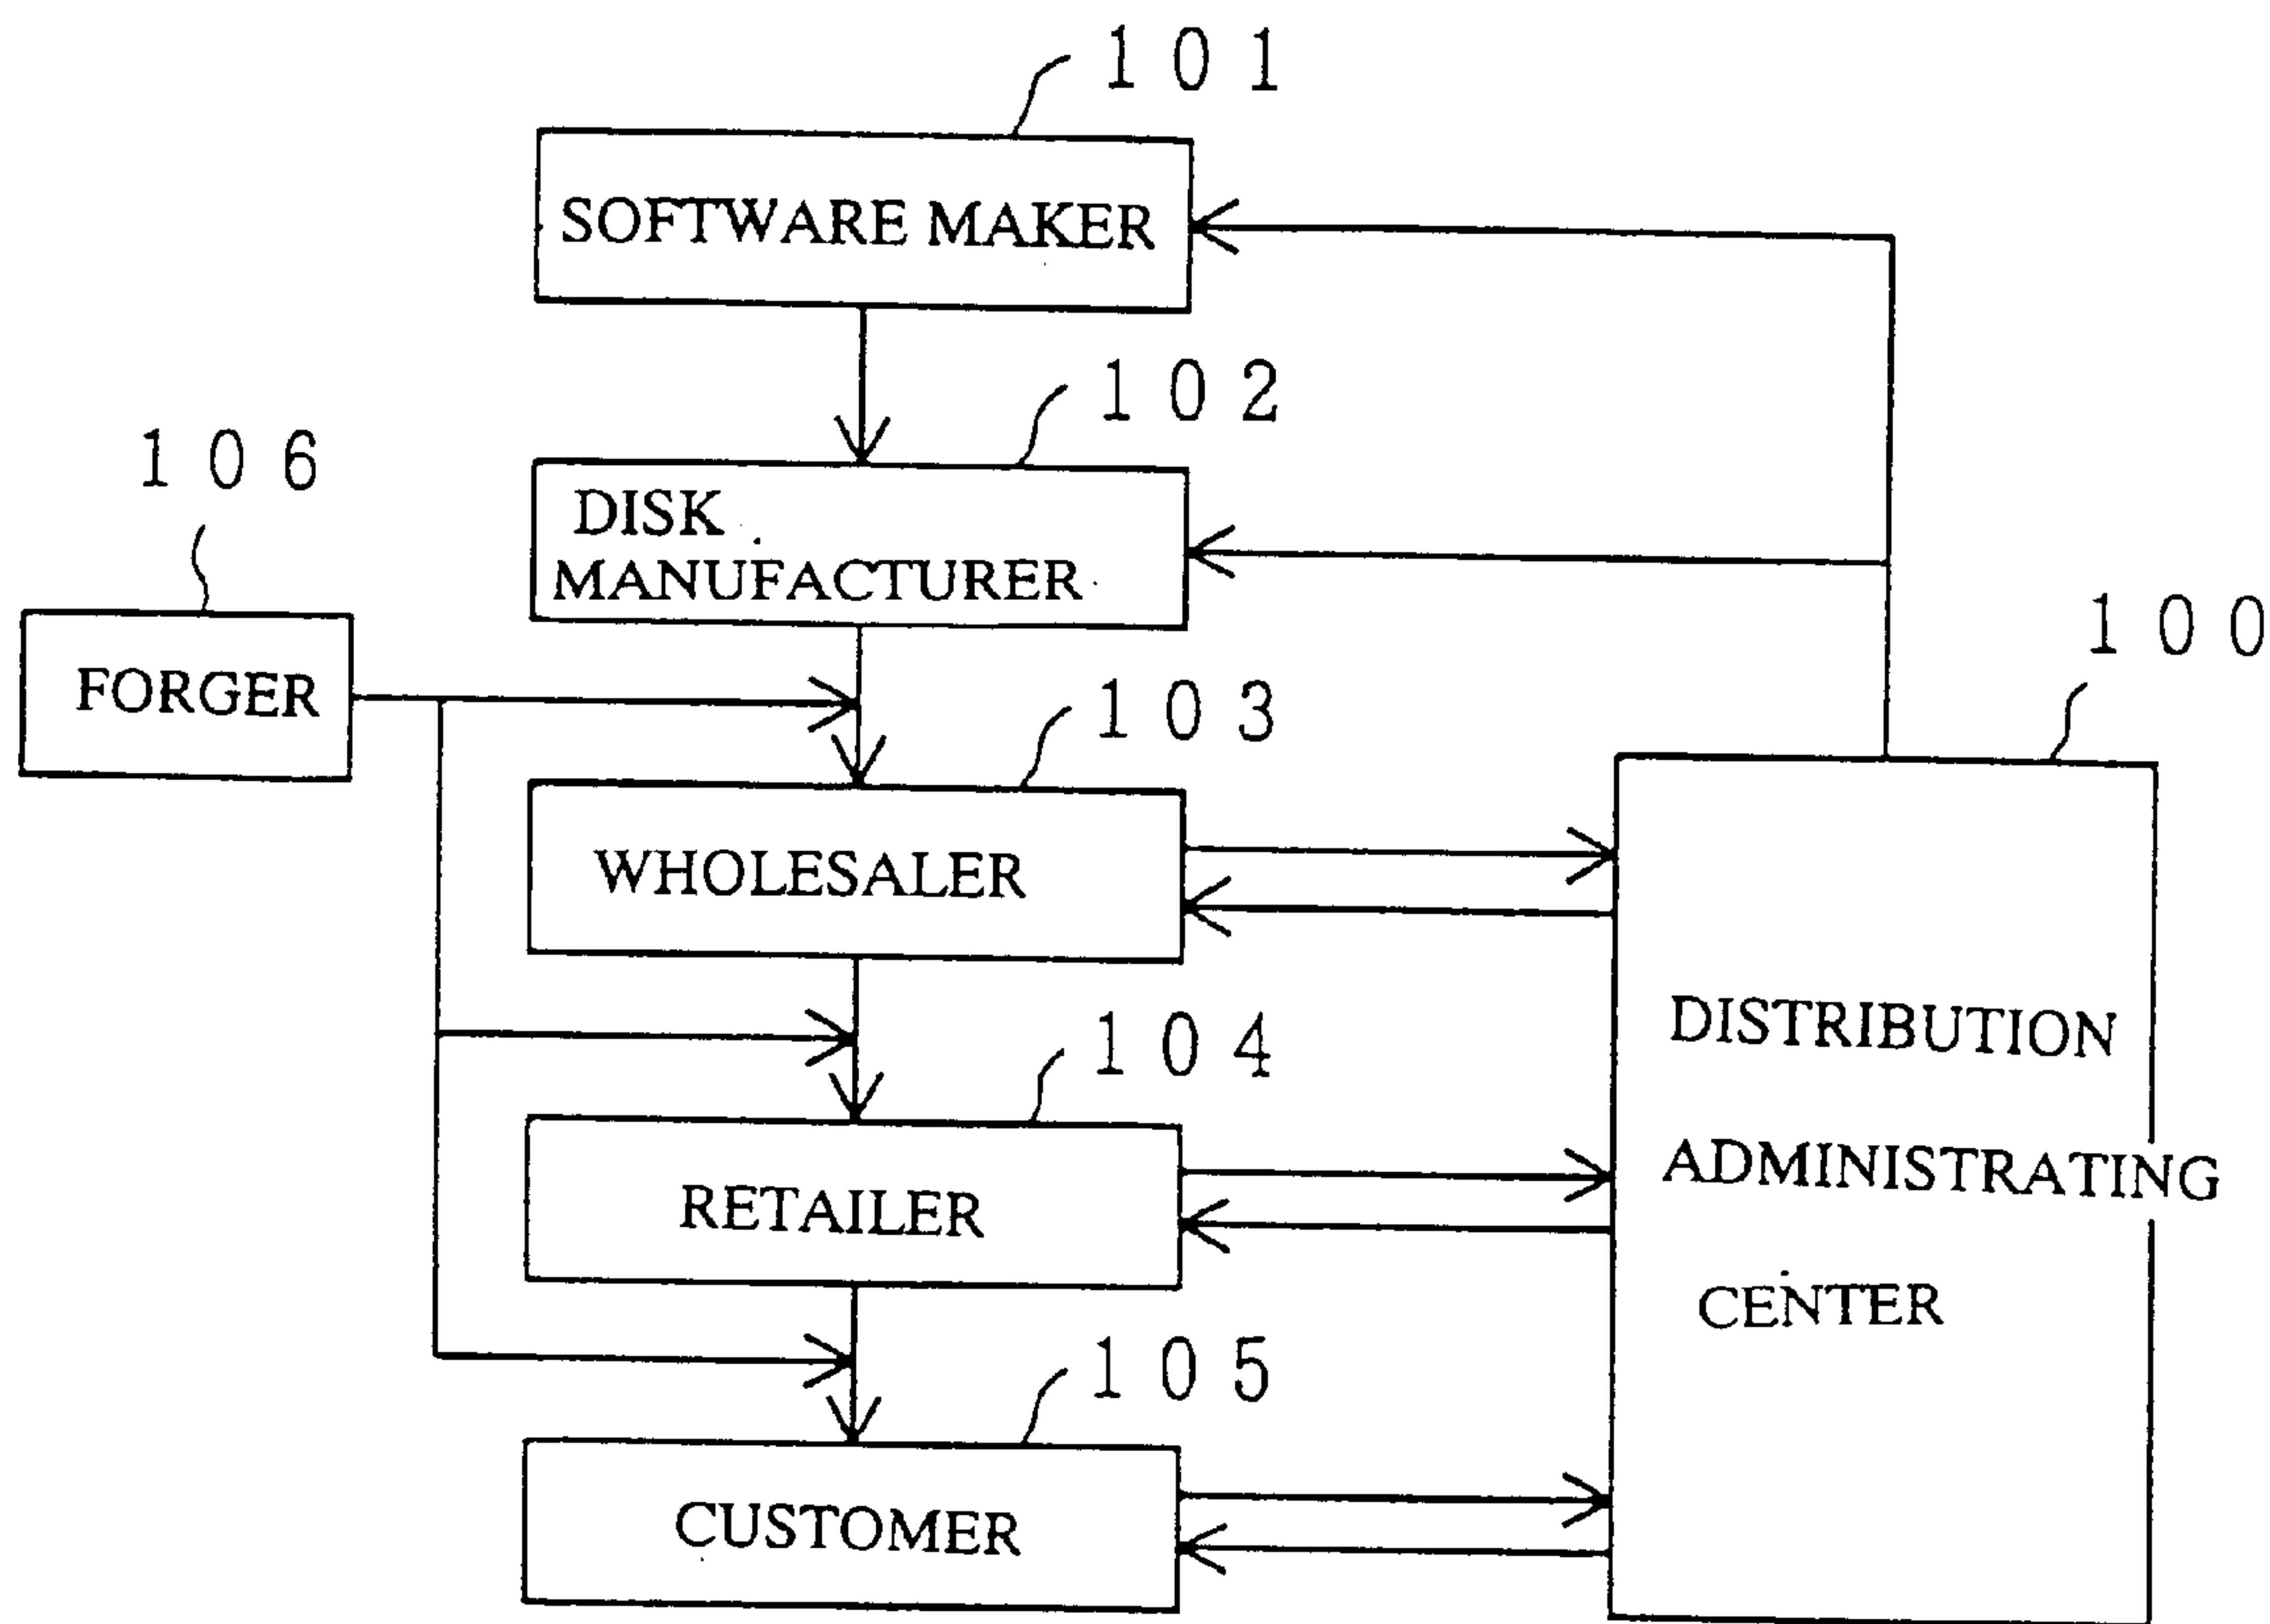 101
SOFTWARE MAKER
102
106
DISK
MANUFACTURER
100
FORGER
103
WHOLESALER
DISTRIBUTION
104
ADMINISTRATING
RETAILER
CENTER
105
CUSTOMER